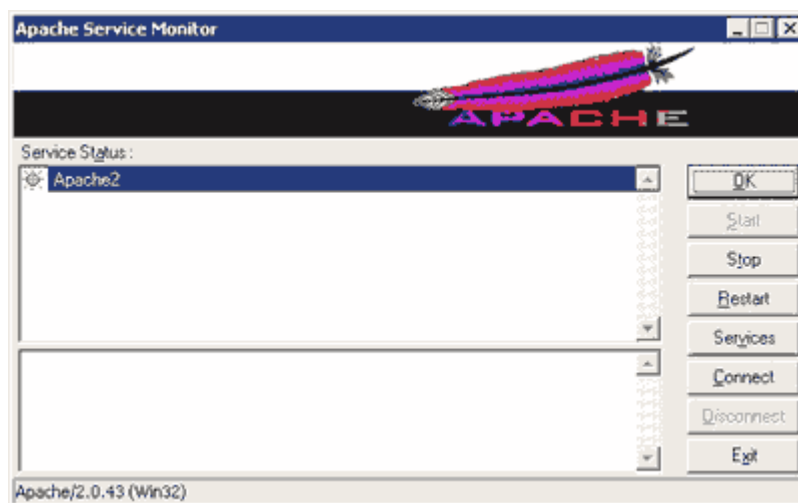 Apache Service Monitor
APACHE
Service Status :
Apache2
OK
Start
Stop
Restart
Services
Connect
Disconnect
Exit
Apache/2.0.43 (Win32)